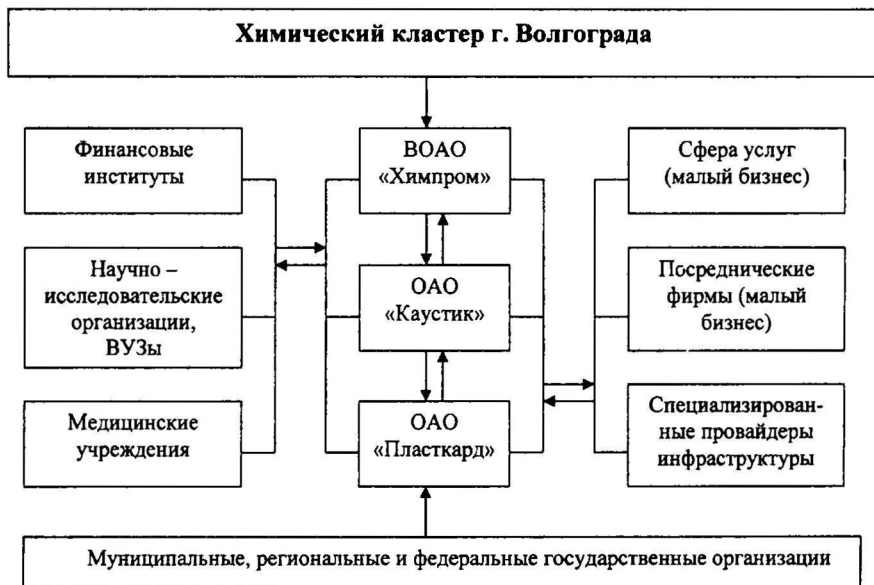 Химический кластер г. Волгограда
Финансовые
институты
ВОАО
«Химпром»
Сфера услуг
(малый бизнес)
Научно –
исследовательские
организации,
ВУЗы
ОАО
«Каустик»
Посреднические
фирмы (малый
бизнес)
Медицинские
учреждения
ОАО
«Пласткард»
Специализирован-
ные провайдеры
инфраструктуры
Муниципальные, региональные и федеральные государственные организации